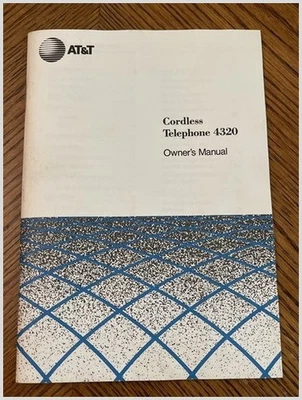 AT&T
Cordless
Telephone 4320
Owner's Manual